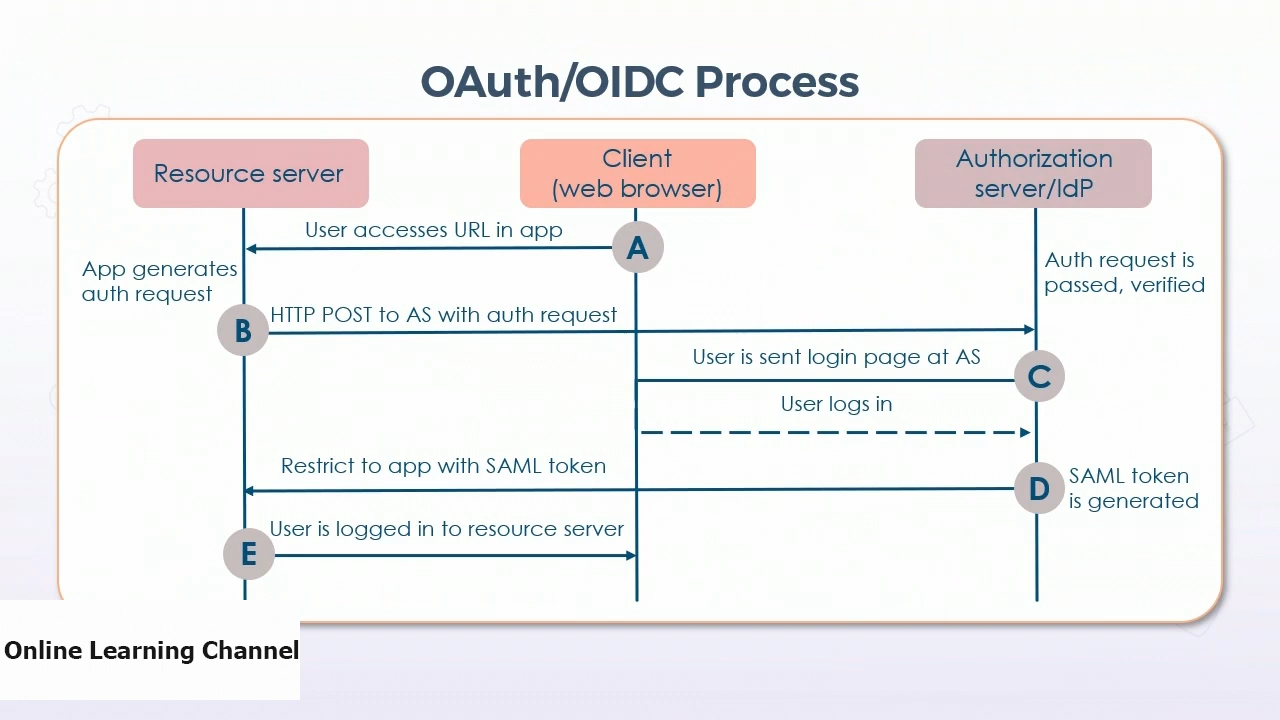 OAuth/OIDC Process
Resource server
Client
(web browser)
Authorization
server/IdP
User accesses URL in app
A
App generates
auth request
Auth request is
passed, verified
B
HTTP POST to AS with auth request
User is sent login page at AS
C
User logs in
Restrict to app with SAML token
D
SAML token
is generated
User is logged in to resource server
E
Online Learning Channel